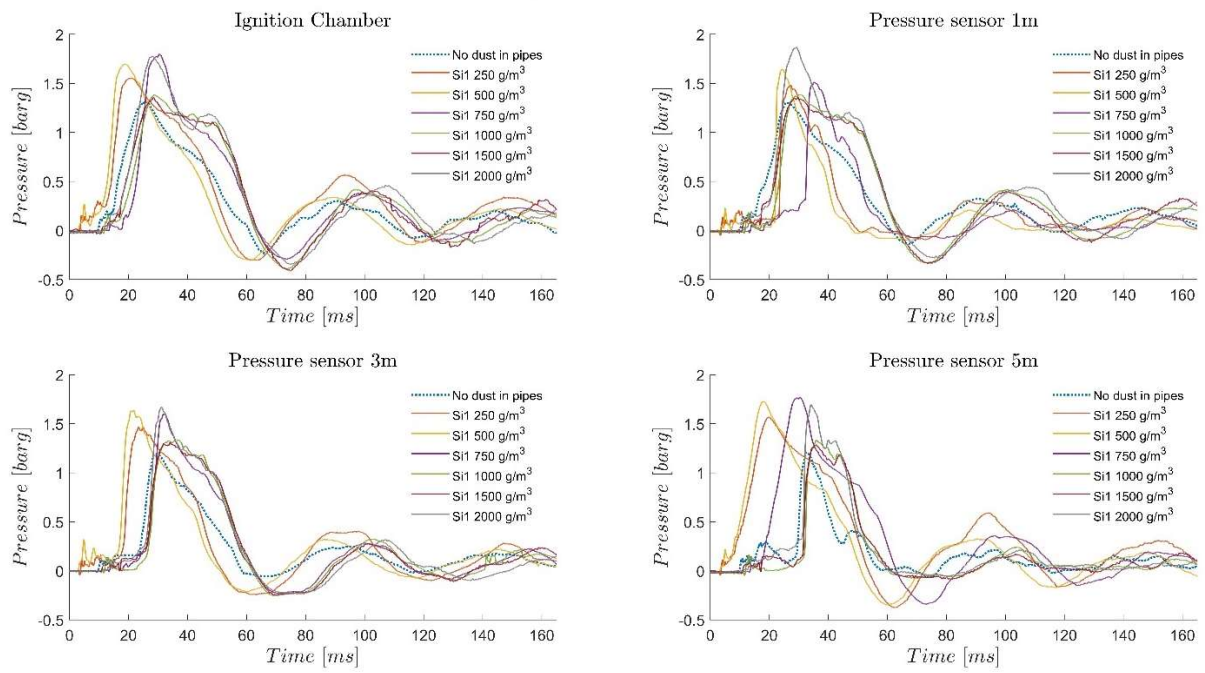 Ignition Chamber
2
1.5
1
0.5
0
-0.5
Pressure [barg]
No dust in pipes
Si1 250 g/m³
Si1 500 g/m³
Si1 750 g/m³
Si1 1000 g/m³
Si1 1500 g/m³
Si1 2000 g/m³
0 20 40 60 80 100 120 140 160
Time [ms]
Pressure sensor 1m
2
1.5
1
0.5
0
-0.5
Pressure [barg]
No dust in pipes
Si1 250 g/m³
Si1 500 g/m³
Si1 750 g/m³
Si1 1000 g/m³
Si1 1500 g/m³
Si1 2000 g/m³
0 20 40 60 80 100 120 140 160
Time [ms]
Pressure sensor 3m
2
1.5
1
0.5
0
-0.5
Pressure [barg]
No dust in pipes
Si1 250 g/m³
Si1 500 g/m³
Si1 750 g/m³
Si1 1000 g/m³
Si1 1500 g/m³
Si1 2000 g/m³
0 20 40 60 80 100 120 140 160
Time [ms]
Pressure sensor 5m
2
1.5
1
0.5
0
-0.5
Pressure [barg]
No dust in pipes
Si1 250 g/m³
Si1 500 g/m³
Si1 750 g/m³
Si1 1000 g/m³
Si1 1500 g/m³
Si1 2000 g/m³
0 20 40 60 80 100 120 140 160
Time [ms]